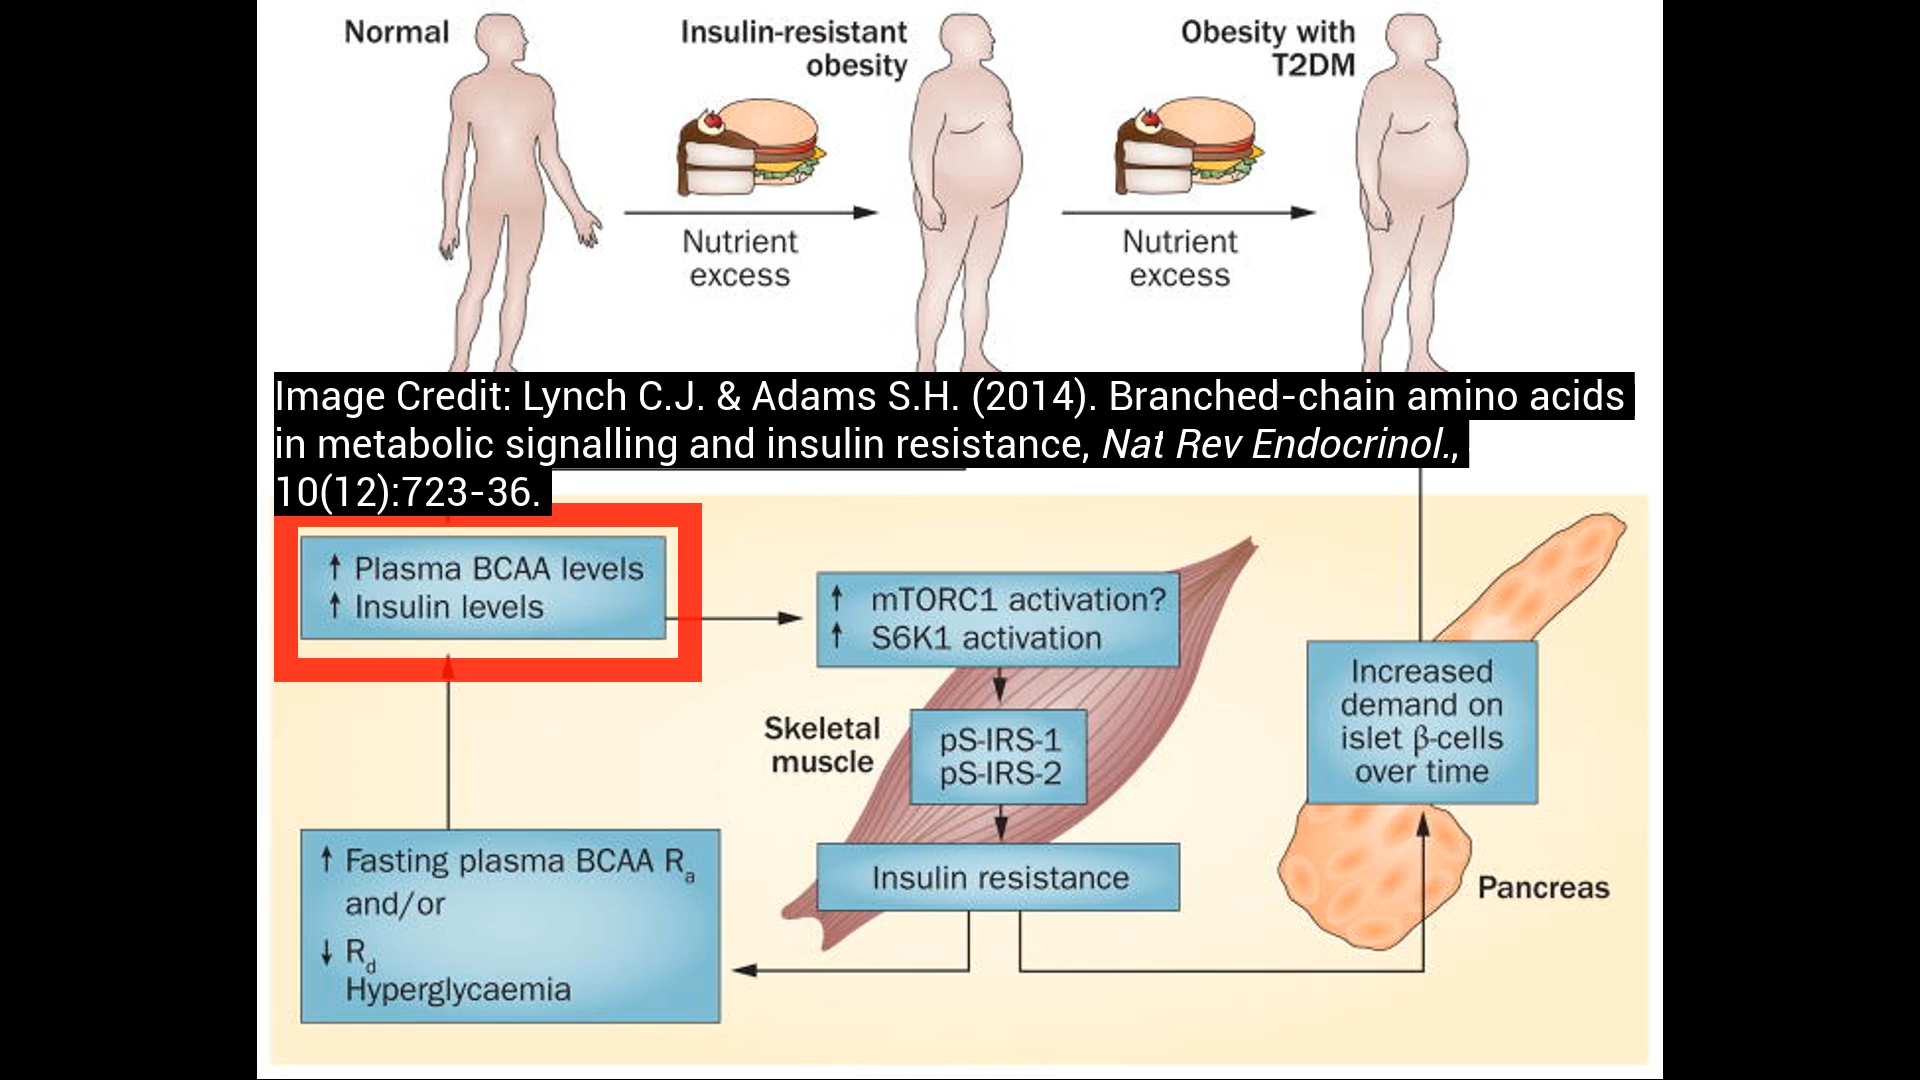 Normal
Insulin-resistant
obesity
Obesity with
T2DM
Nutrient
excess
Nutrient
excess
Image Credit: Lynch C.J. & Adams S.H. (2014). Branched-chain amino acids
in metabolic signalling and insulin resistance, Nat Rev Endocrinol.,
10(12):723-36.
↑ Plasma BCAA levels
↑ Insulin levels
↑ mTORC1 activation?
↑ S6K1 activation
Skeletal
muscle
pS-IRS-1
pS-IRS-2
Insulin resistance
↑ Fasting plasma BCAA Ra
and/or
↓ Rd
Hyperglycaemia
Increased
demand on
islet β-cells
over time
Pancreas